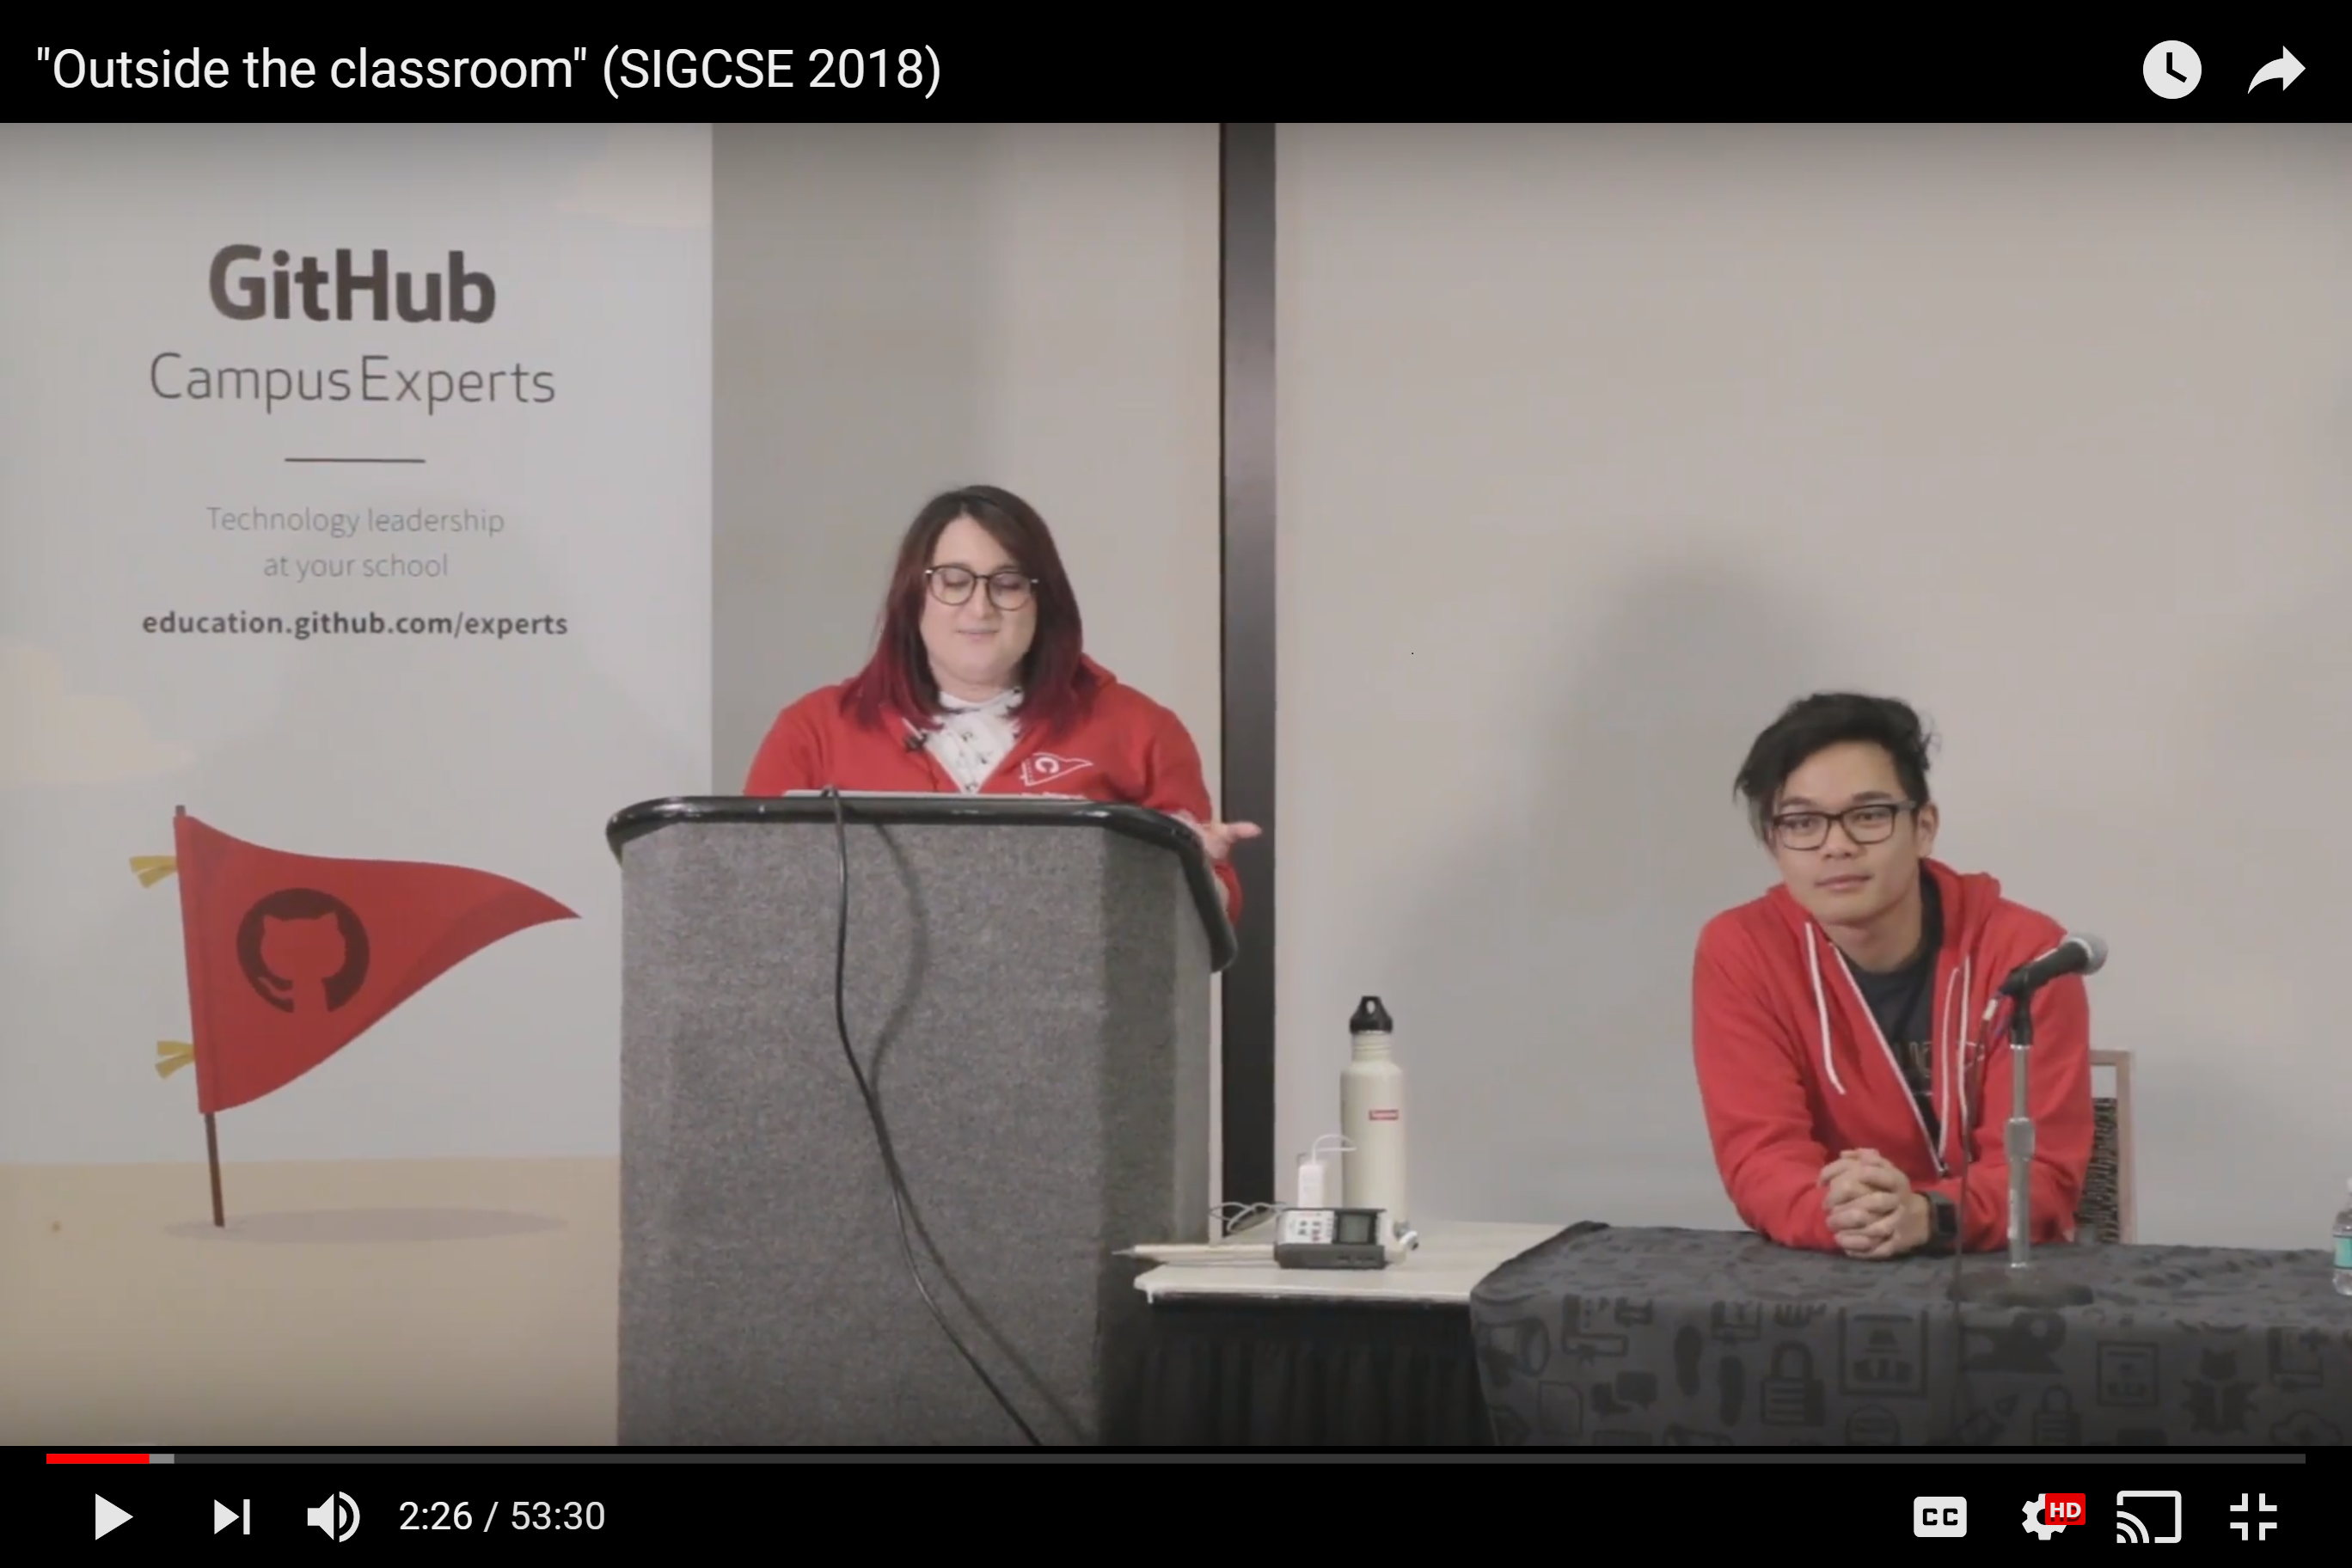 "Outside the classroom" (SIGCSE 2018)
GitHub
Campus Experts
Technology leadership
at your school
education.github.com/experts
C
2:26 / 53:30
CC
HD